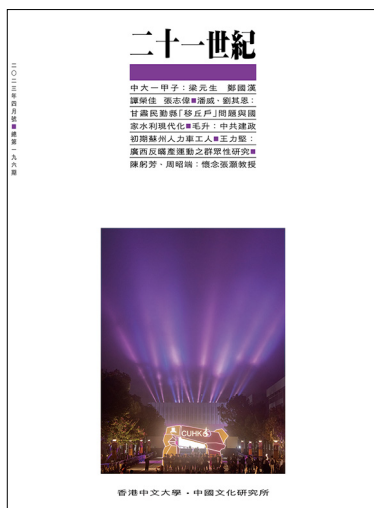 二十一世紀
中大一甲子：梁元生 鄭國漢
譚榮佳 張志偉■潘威、劉其恩：
甘肅民勤縣「移丘戶」問題與國
家水利現代化■毛升：中共建政
初期蘇州人力車工人■王力堅：
廣西反瞞產運動之群眾性研究■
陳躬芳、周昭端：懷念張灝教授
二〇二三年四月號■總第一九六期
CUHK
香港中文大學・中國文化研究所